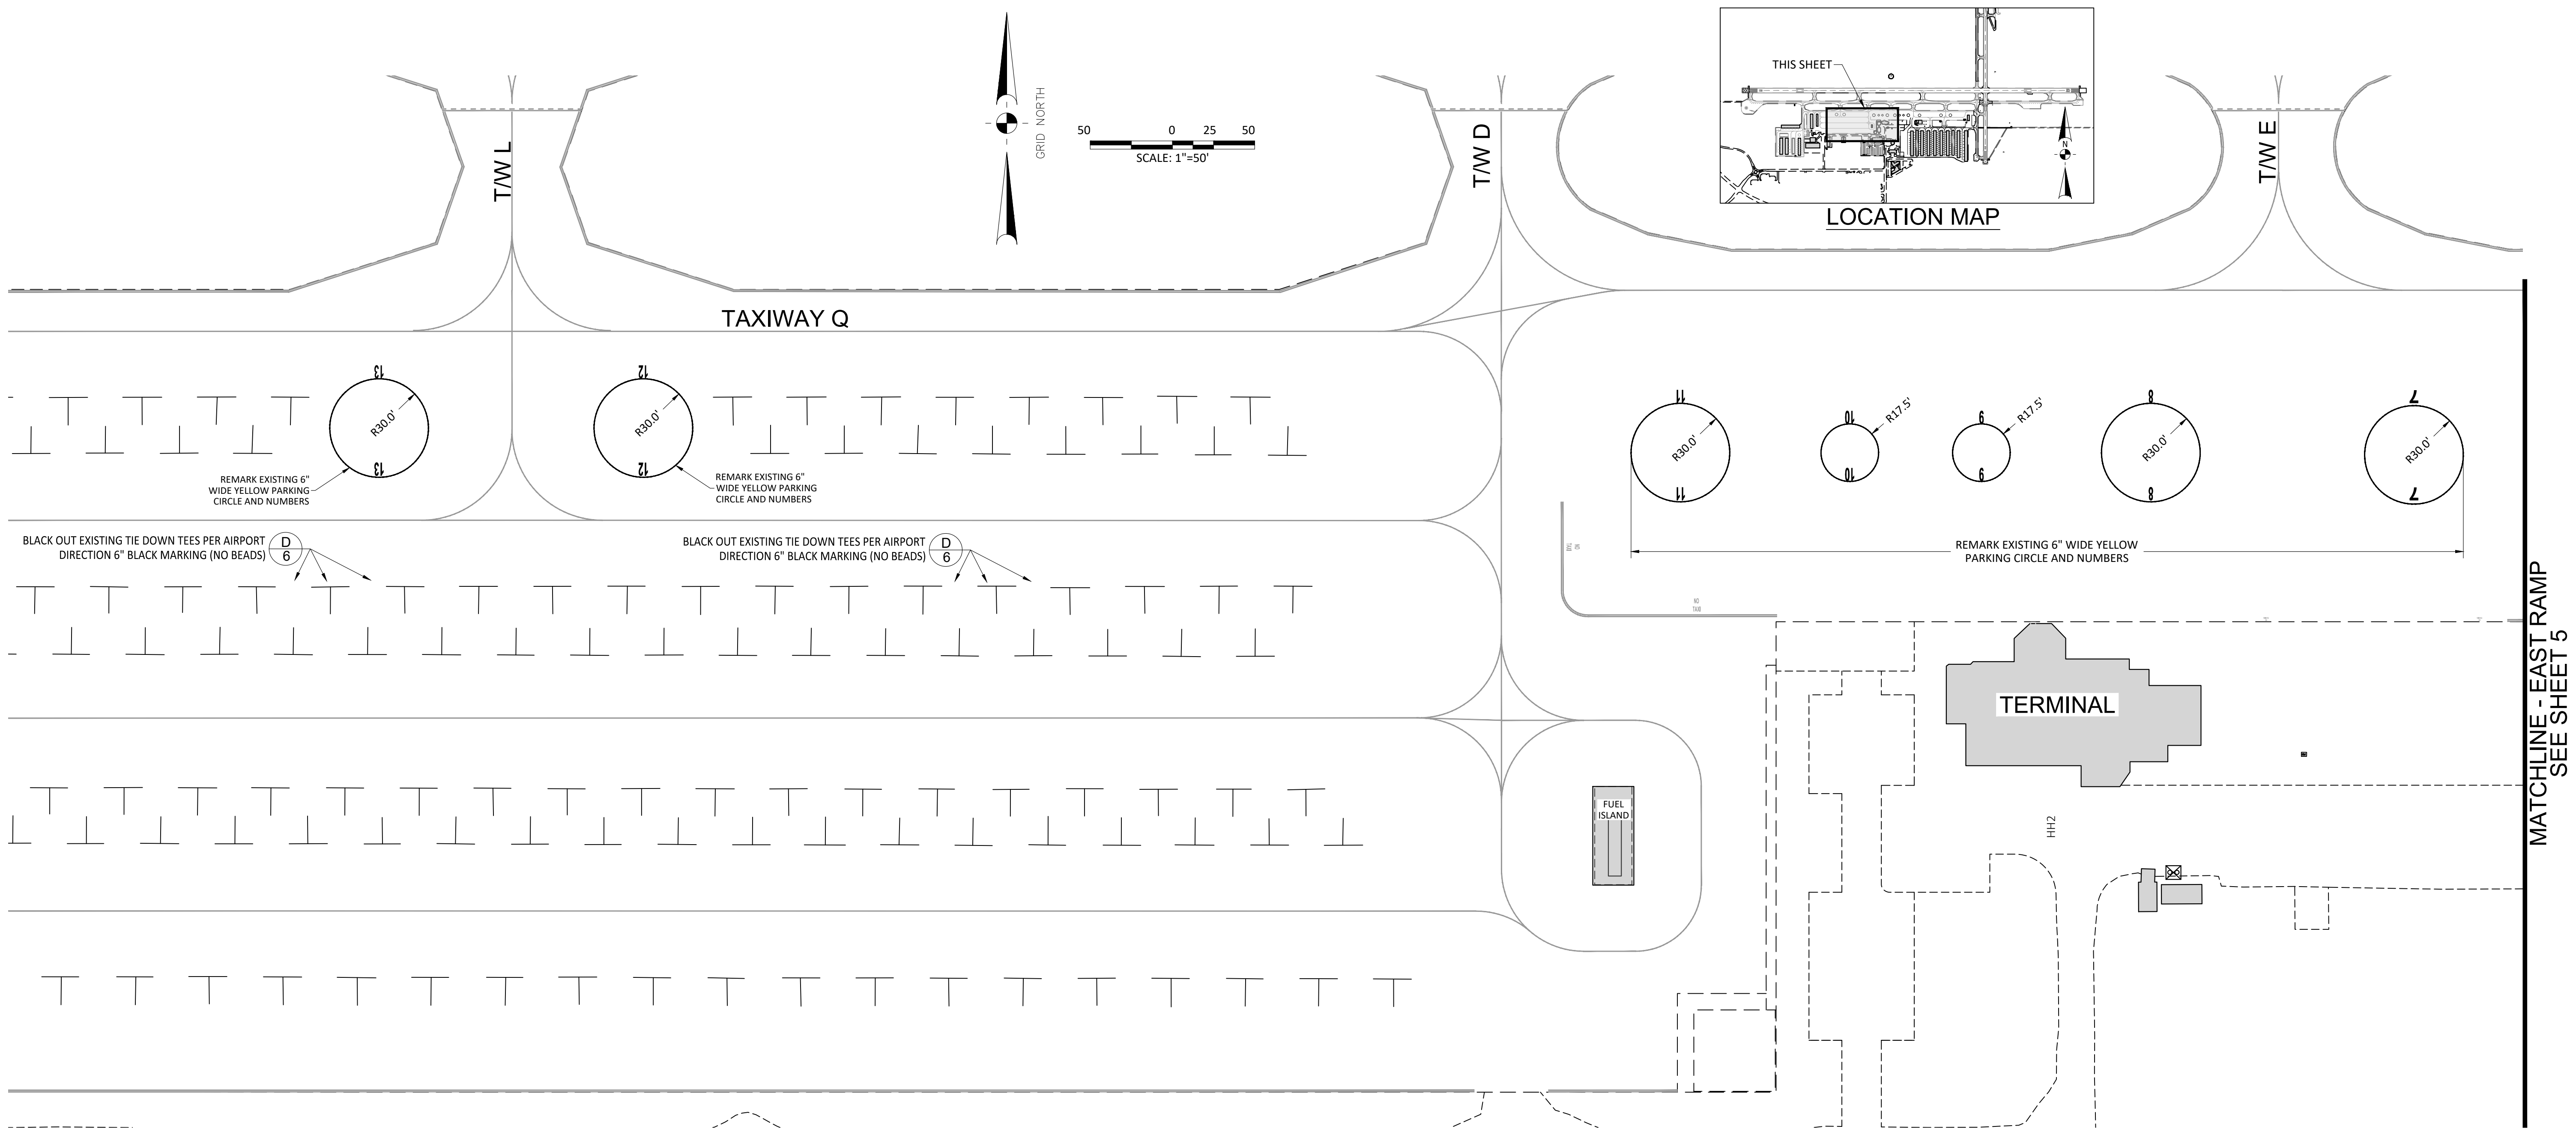 GRID NORTH
50 0 25 50
SCALE: 1"=50'
THIS SHEET
N
LOCATION MAP
T/W L
T/W D
T/W E
TAXIWAY Q
13
R30.0'
13
12
R30.0'
12
11
R30.0'
11
10
R17.5'
10
9
R17.5'
9
8
R30.0'
8
7
R30.0'
7
REMARK EXISTING 6"
WIDE YELLOW PARKING
CIRCLE AND NUMBERS
REMARK EXISTING 6"
WIDE YELLOW PARKING
CIRCLE AND NUMBERS
BLACK OUT EXISTING TIE DOWN TEES PER AIRPORT
DIRECTION 6" BLACK MARKING (NO BEADS)
D
6
BLACK OUT EXISTING TIE DOWN TEES PER AIRPORT
DIRECTION 6" BLACK MARKING (NO BEADS)
D
6
REMARK EXISTING 6" WIDE YELLOW
PARKING CIRCLE AND NUMBERS
NO
TAXI
NO
TAXI
TERMINAL
FUEL
ISLAND
HH2
MATCHLINE - EAST RAMP
SEE SHEET 5